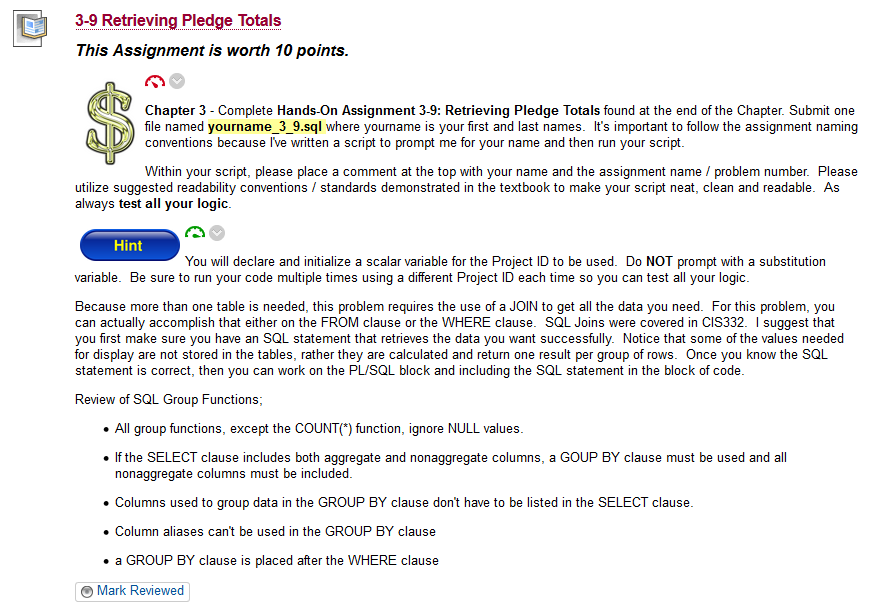 3-9 Retrieving Pledge Totals
This Assignment is worth 10 points.
Chapter 3 - Complete Hands-On Assignment 3-9: Retrieving Pledge Totals found at the end of the Chapter. Submit one
file named yourname_3_9.sql where yourname is your first and last names. It's important to follow the assignment naming
conventions because I've written a script to prompt me for your name and then run your script.
Within your script, please place a comment at the top with your name and the assignment name / problem number. Please
utilize suggested readability conventions / standards demonstrated in the textbook to make your script neat, clean and readable. As
always test all your logic.
Hint
You will declare and initialize a scalar variable for the Project ID to be used. Do NOT prompt with a substitution
variable. Be sure to run your code multiple times using a different Project ID each time so you can test all your logic.
Because more than one table is needed, this problem requires the use of a JOIN to get all the data you need. For this problem, you
can actually accomplish that either on the FROM clause or the WHERE clause. SQL Joins were covered in CIS332. I suggest that
you first make sure you have an SQL statement that retrieves the data you want successfully. Notice that some of the values needed
for display are not stored in the tables, rather they are calculated and return one result per group of rows. Once you know the SQL
statement is correct, then you can work on the PL/SQL block and including the SQL statement in the block of code.
Review of SQL Group Functions;
• All group functions, except the COUNT(*) function, ignore NULL values.
• If the SELECT clause includes both aggregate and nonaggregate columns, a GOUP BY clause must be used and all
nonaggregate columns must be included.
• Columns used to group data in the GROUP BY clause don't have to be listed in the SELECT clause.
• Column aliases can't be used in the GROUP BY clause
• a GROUP BY clause is placed after the WHERE clause
Mark Reviewed